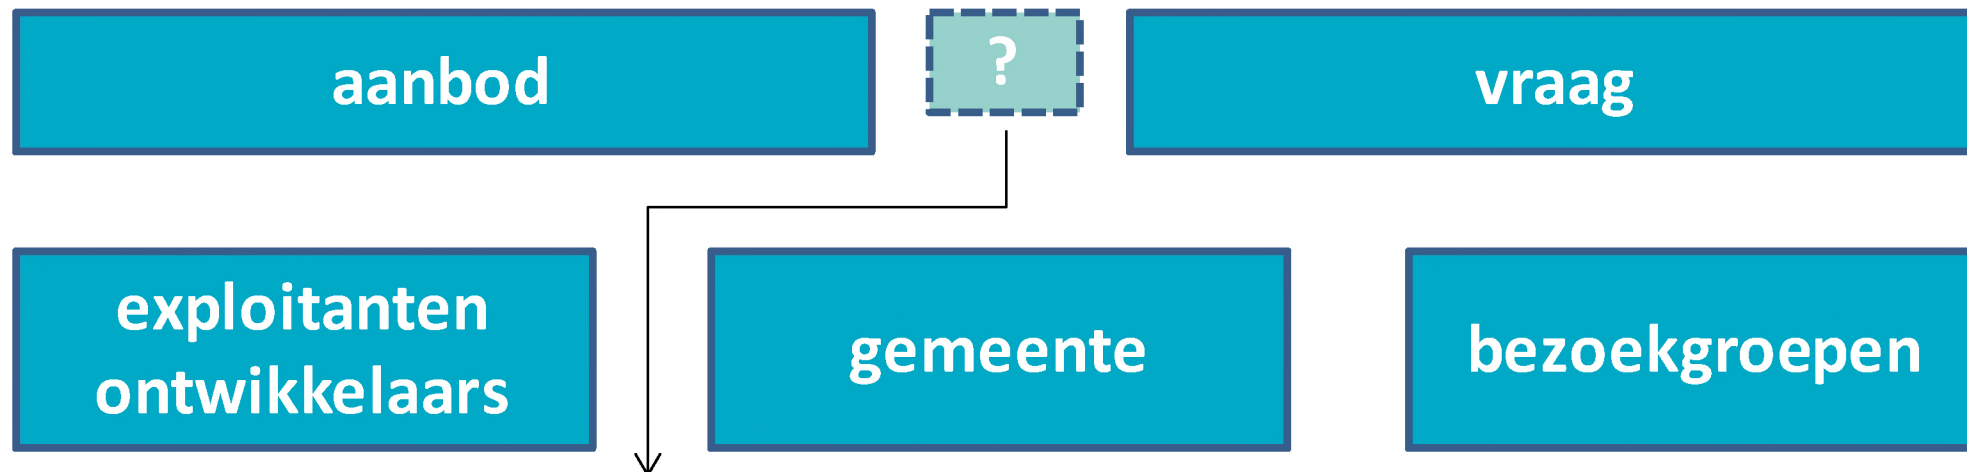 aanbod
?
vraag
exploitanten
ontwikkelaars
gemeente
bezoekgroepen